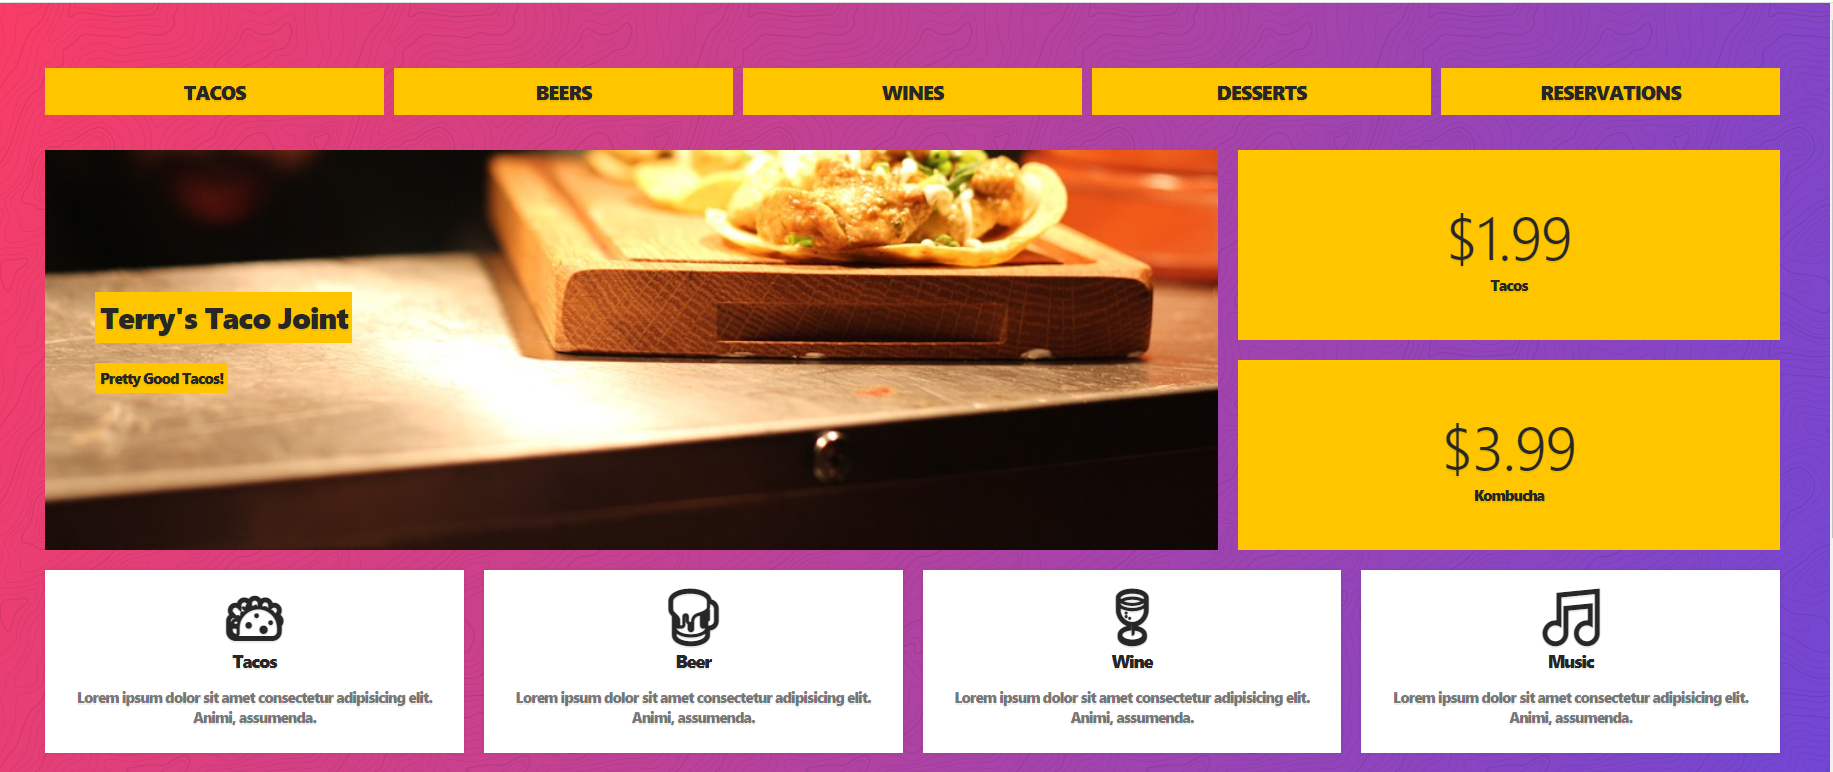 TACOS
BEERS
WINES
DESSERTS
RESERVATIONS
Terry's Taco Joint
Pretty Good Tacos!
$1.99
Tacos
$3.99
Kombucha
Tacos
Lorem ipsum dolor sit amet consectetur adipisicing elit.
Animi, assumenda.
Beer
Lorem ipsum dolor sit amet consectetur adipisicing elit.
Animi, assumenda.
Wine
Lorem ipsum dolor sit amet consectetur adipisicing elit.
Animi, assumenda.
Music
Lorem ipsum dolor sit amet consectetur adipisicing elit.
Animi, assumenda.